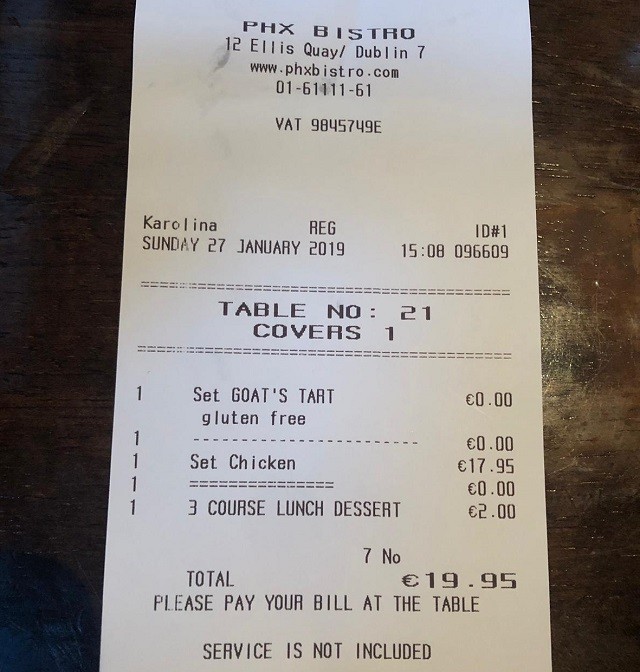 PHX BISTRO
12 Ellis Quay/ Dublin 7
www.phxbistro.com
01-61111-61
VAT 9845749E
Karolina REG ID#1
SUNDAY 27 JANUARY 2019 15:08 096609
==========================================
TABLE NO: 21
COVERS 1
==========================================
1 Set GOAT'S TART €0.00
gluten free
1 ------------------------ €0.00
1 Set Chicken €17.95
1 =============== €0.00
1 3 COURSE LUNCH DESSERT €2.00
7 No
TOTAL €19.95
PLEASE PAY YOUR BILL AT THE TABLE
SERVICE IS NOT INCLUDED